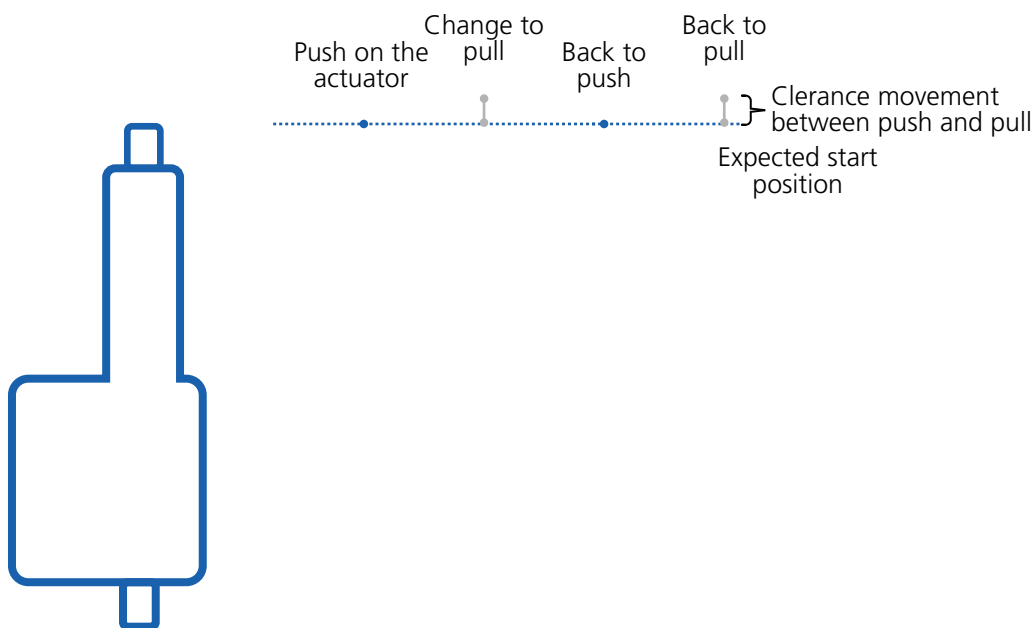 Push on the
actuator
Change to
pull
Back to
push
Back to
pull
Clerance movement
between push and pull
Expected start
position